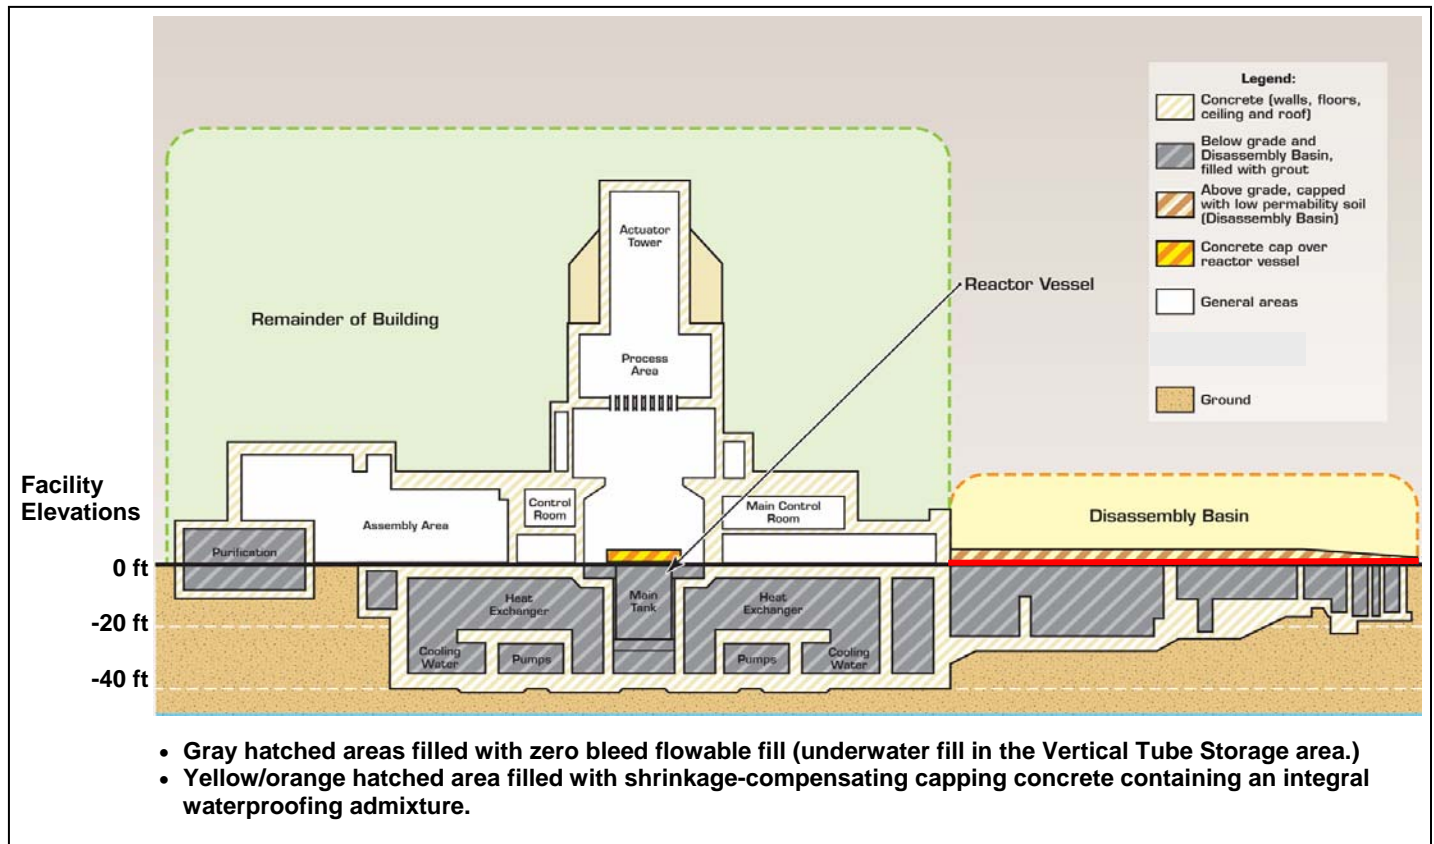 Legend:
Concrete (walls, floors,
ceiling and roof)
Below grade and
Disassembly Basin,
filled with grout
Above grade, capped
with low permability soil
(Disassembly Basin)
Concrete cap over
reactor vessel
General areas
Ground
Actuator
Tower
Reactor Vessel
Remainder of Building
Process
Area
Facility
Elevations
Control
Room
Main Control
Room
Assembly Area
Disassembly Basin
Purification
0 ft
Heat
Exchanger
Main
Tank
Heat
Exchanger
-20 ft
Cooling
Water
Pumps
Pumps
Cooling
Water
-40 ft
• Gray hatched areas filled with zero bleed flowable fill (underwater fill in the Vertical Tube Storage area.)
• Yellow/orange hatched area filled with shrinkage-compensating capping concrete containing an integral
waterproofing admixture.